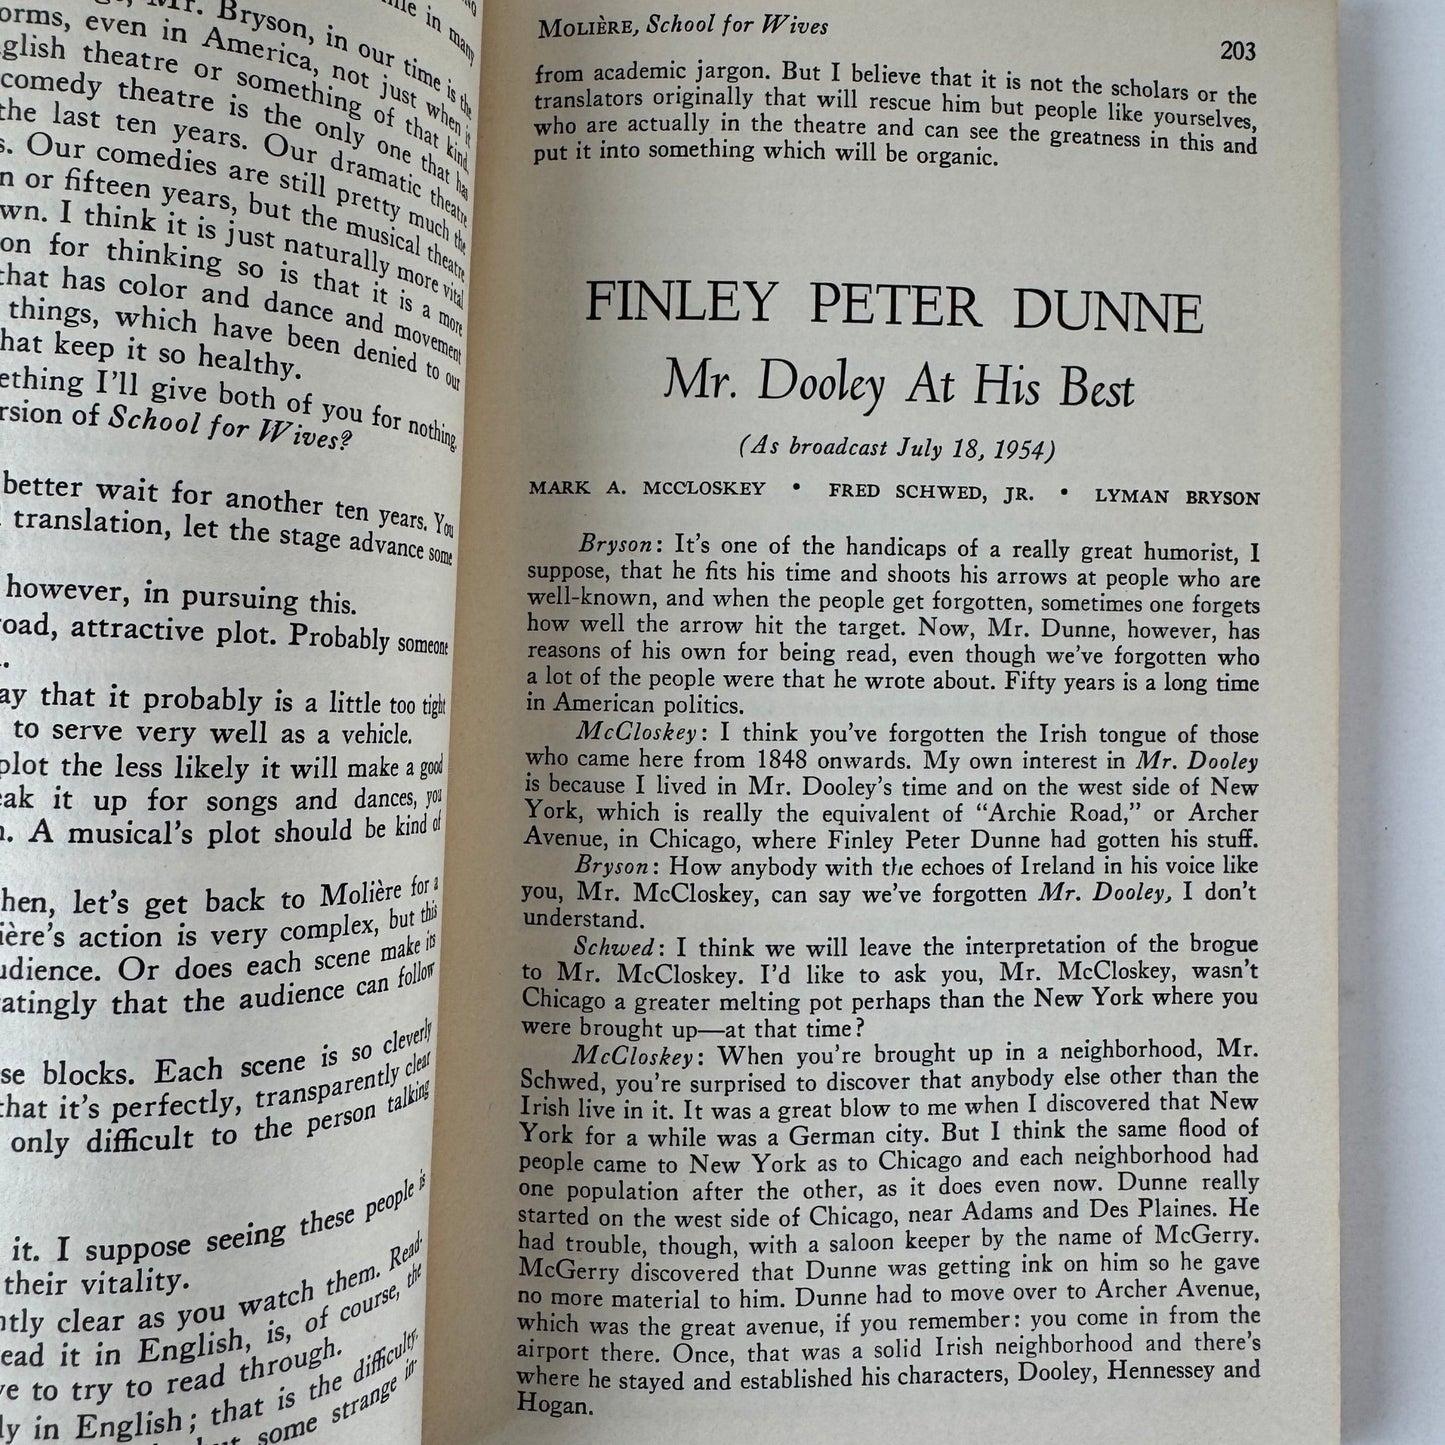 Mr. Bryson, in our time is the
orms, even in America, not just when it
glish theatre or something of that kind.
comedy theatre is the only one that has
the last ten years. Our dramatic theatre
s. Our comedies are still pretty much the
n or fifteen years, but the musical theatre
wn. I think it is just naturally more vital
on for thinking so is that it is a more
that has color and dance and movement
things, which have been denied to our
hat keep it so healthy.
ething I'll give both of you for nothing.
rsion of School for Wives?
better wait for another ten years. You
translation, let the stage advance some
however, in pursuing this.
road, attractive plot. Probably someone
ay that it probably is a little too tight
to serve very well as a vehicle.
plot the less likely it will make a good
eak it up for songs and dances, you
n. A musical's plot should be kind of
hen, let's get back to Molière for a
ière's action is very complex, but this
udience. Or does each scene make its
atingly that the audience can follow
se blocks. Each scene is so cleverly
that it's perfectly, transparently clear
only difficult to the person talking
it. I suppose seeing these people is
their vitality.
ntly clear as you watch them. Read-
ead it in English, is, of course, the
ve to try to read through.
ly in English; that is the difficulty.
but some strange in-
MOLIÈRE, School for Wives
203
from academic jargon. But I believe that it is not the scholars or the
translators originally that will rescue him but people like yourselves,
who are actually in the theatre and can see the greatness in this and
put it into something which will be organic.
FINLEY PETER DUNNE
Mr. Dooley At His Best
(As broadcast July 18, 1954)
MARK A. MCCLOSKEY • FRED SCHWED, JR. • LYMAN BRYSON
Bryson: It's one of the handicaps of a really great humorist, I
suppose, that he fits his time and shoots his arrows at people who are
well-known, and when the people get forgotten, sometimes one forgets
how well the arrow hit the target. Now, Mr. Dunne, however, has
reasons of his own for being read, even though we've forgotten who
a lot of the people were that he wrote about. Fifty years is a long time
in American politics.
McCloskey: I think you've forgotten the Irish tongue of those
who came here from 1848 onwards. My own interest in Mr. Dooley
is because I lived in Mr. Dooley's time and on the west side of New
York, which is really the equivalent of "Archie Road," or Archer
Avenue, in Chicago, where Finley Peter Dunne had gotten his stuff.
Bryson: How anybody with the echoes of Ireland in his voice like
you, Mr. McCloskey, can say we've forgotten Mr. Dooley, I don't
understand.
Schwed: I think we will leave the interpretation of the brogue
to Mr. McCloskey. I'd like to ask you, Mr. McCloskey, wasn't
Chicago a greater melting pot perhaps than the New York where you
were brought up—at that time?
McCloskey: When you're brought up in a neighborhood, Mr.
Schwed, you're surprised to discover that anybody else other than the
Irish live in it. It was a great blow to me when I discovered that New
York for a while was a German city. But I think the same flood of
people came to New York as to Chicago and each neighborhood had
one population after the other, as it does even now. Dunne really
started on the west side of Chicago, near Adams and Des Plaines. He
had trouble, though, with a saloon keeper by the name of McGerry.
McGerry discovered that Dunne was getting ink on him so he gave
no more material to him. Dunne had to move over to Archer Avenue,
which was the great avenue, if you remember: you come in from the
airport there. Once, that was a solid Irish neighborhood and there's
where he stayed and established his characters, Dooley, Hennessey and
Hogan.